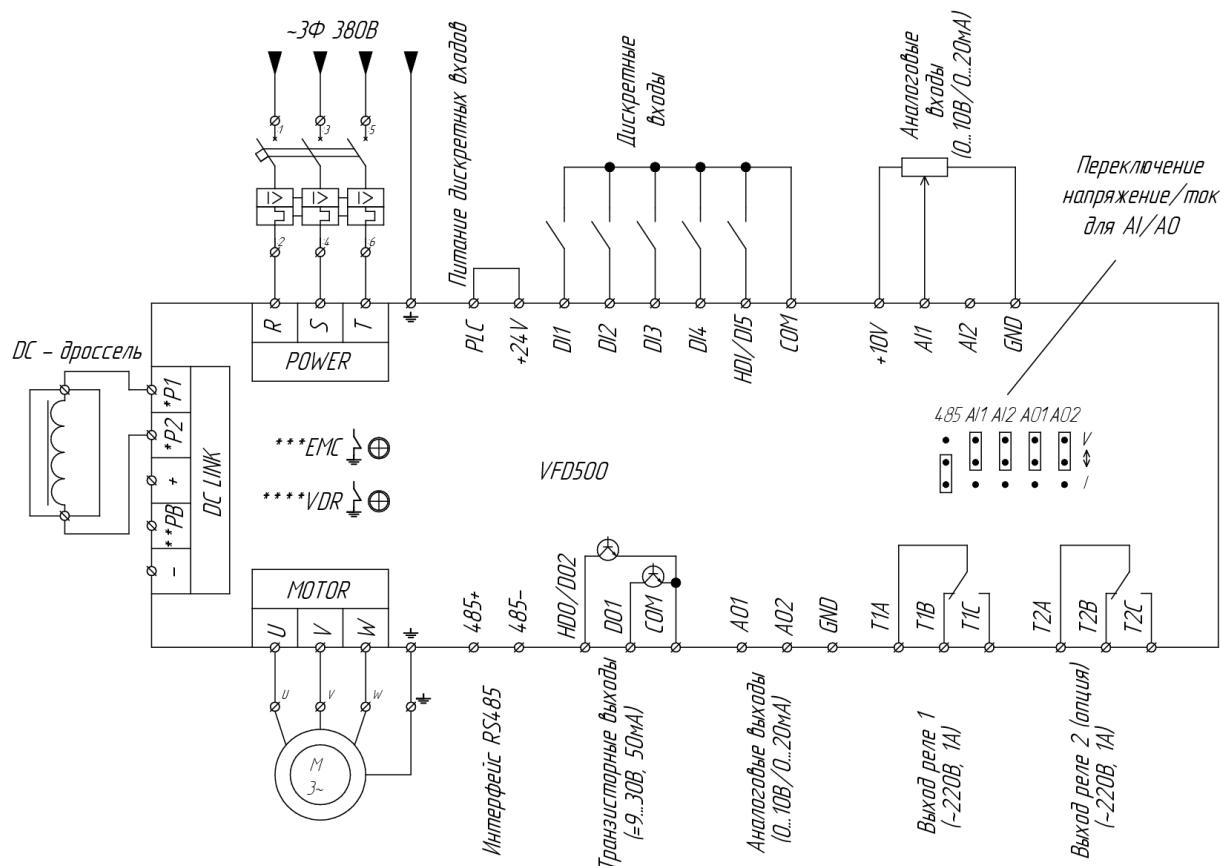 ~3Ф 380В
1
3
5
I>
I>
I>
2
4
6
Питание дискретных входов
Дискретные
входы
Аналоговые
входы
(0...10В/0...20мА)
Переключение
напряжение/ток
для AI/AO
R
S
T
POWER
PLC
+24V
DI1
DI2
DI3
DI4
HDI/DI5
COM
+10V
AI1
AI2
GND
DC - дроссель
*P1
*P2
+
**PB
-
DC LINK
***EMC
****VDR
VFD500
485 AI1 AI2 AO1 AO2
V
I
MOTOR
U
V
W
485+
485-
HDO/DO2
DO1
COM
AO1
AO2
GND
T1A
T1B
T1C
T2A
T2B
T2C
U
V
W
M
3~
Интерфейс RS485
Транзисторные выходы
(=9...30В, 50мА)
Аналоговые выходы
(0...10В/0...20мА)
Выход реле 1
(~220В, 1А)
Выход реле 2 (опция)
(~220В, 1А)